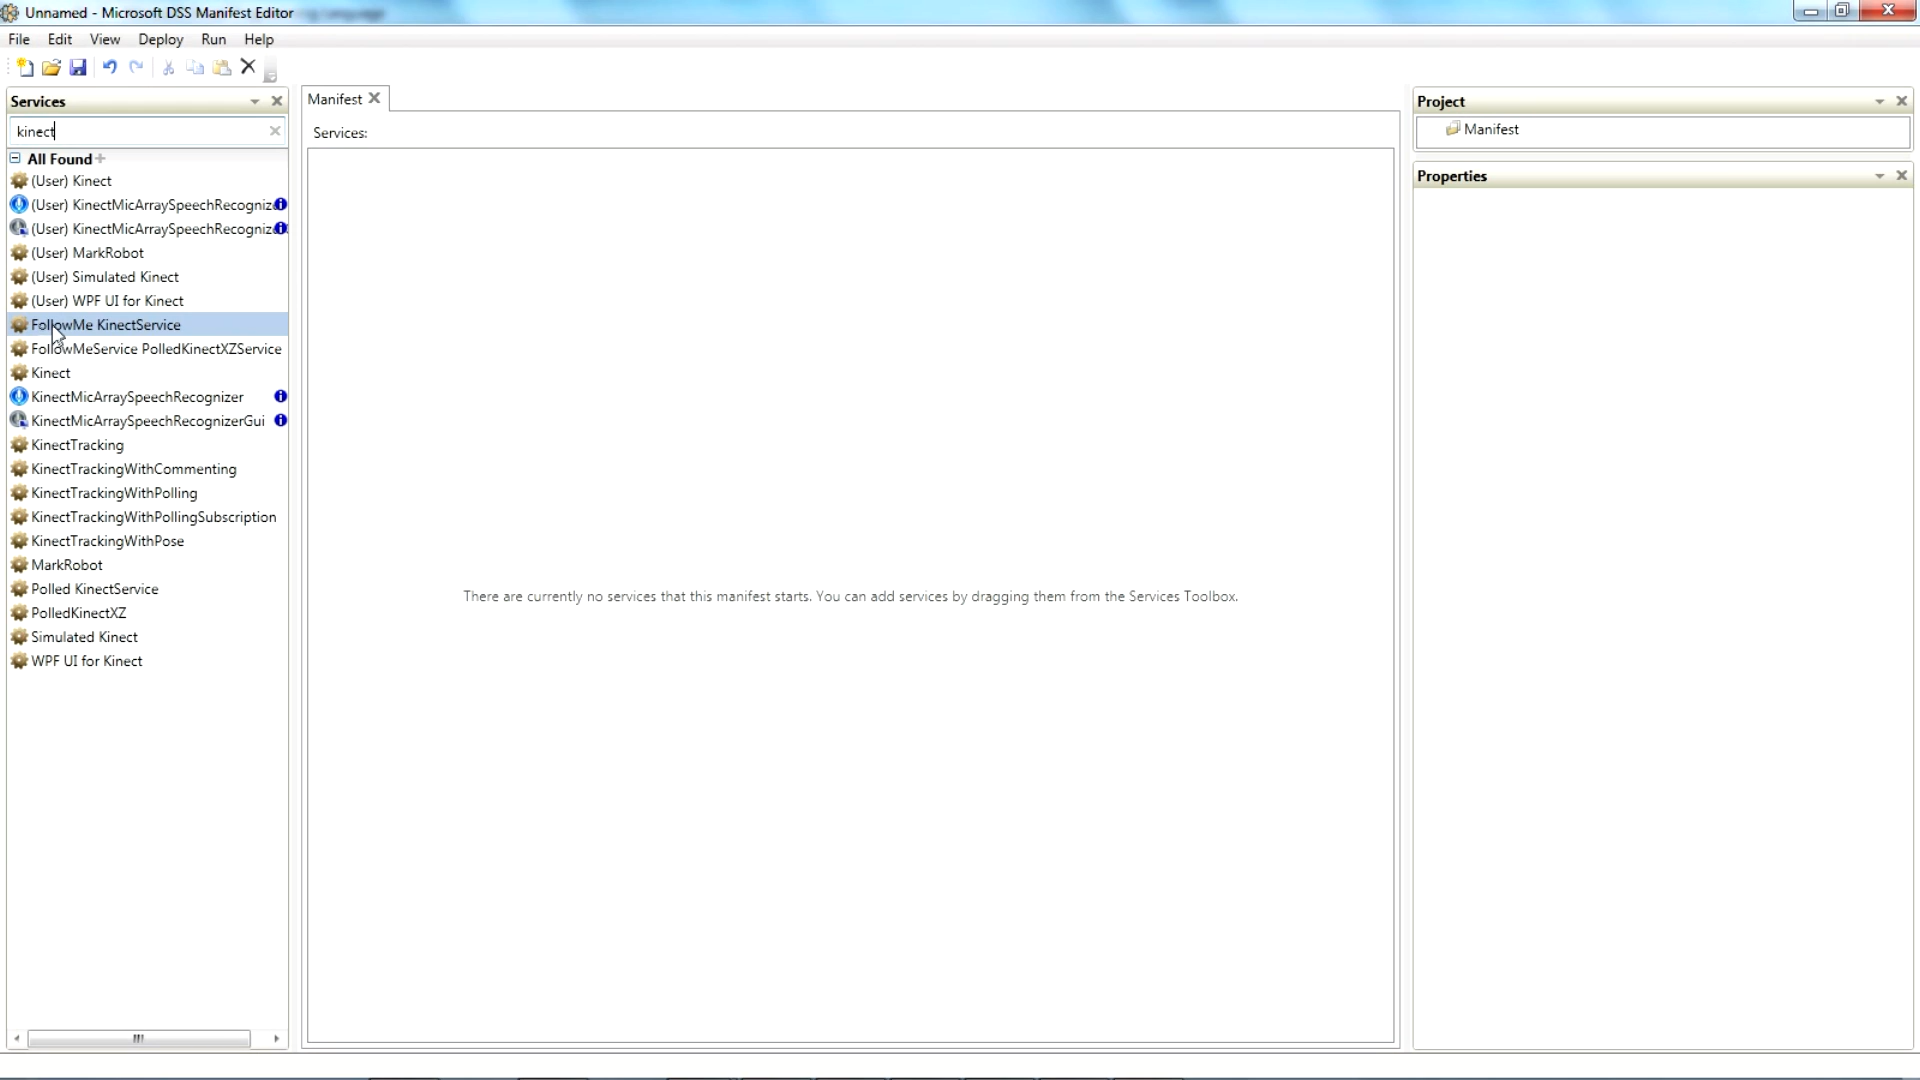 Unnamed - Microsoft DSS Manifest Editor
File Edit View Deploy Run Help
Services
kinect
All Found
(User) Kinect
(User) KinectMicArraySpeechRecogniz
(User) KinectMicArraySpeechRecogniz
(User) MarkRobot
(User) Simulated Kinect
(User) WPF UI for Kinect
FollowMe KinectService
FollowMeService PolledKinectXZService
Kinect
KinectMicArraySpeechRecognizer
KinectMicArraySpeechRecognizerGui
KinectTracking
KinectTrackingWithCommenting
KinectTrackingWithPolling
KinectTrackingWithPollingSubscription
KinectTrackingWithPose
MarkRobot
Polled KinectService
PolledKinectXZ
Simulated Kinect
WPF UI for Kinect
Manifest
Services:
There are currently no services that this manifest starts. You can add services by dragging them from the Services Toolbox.
Project
Manifest
Properties